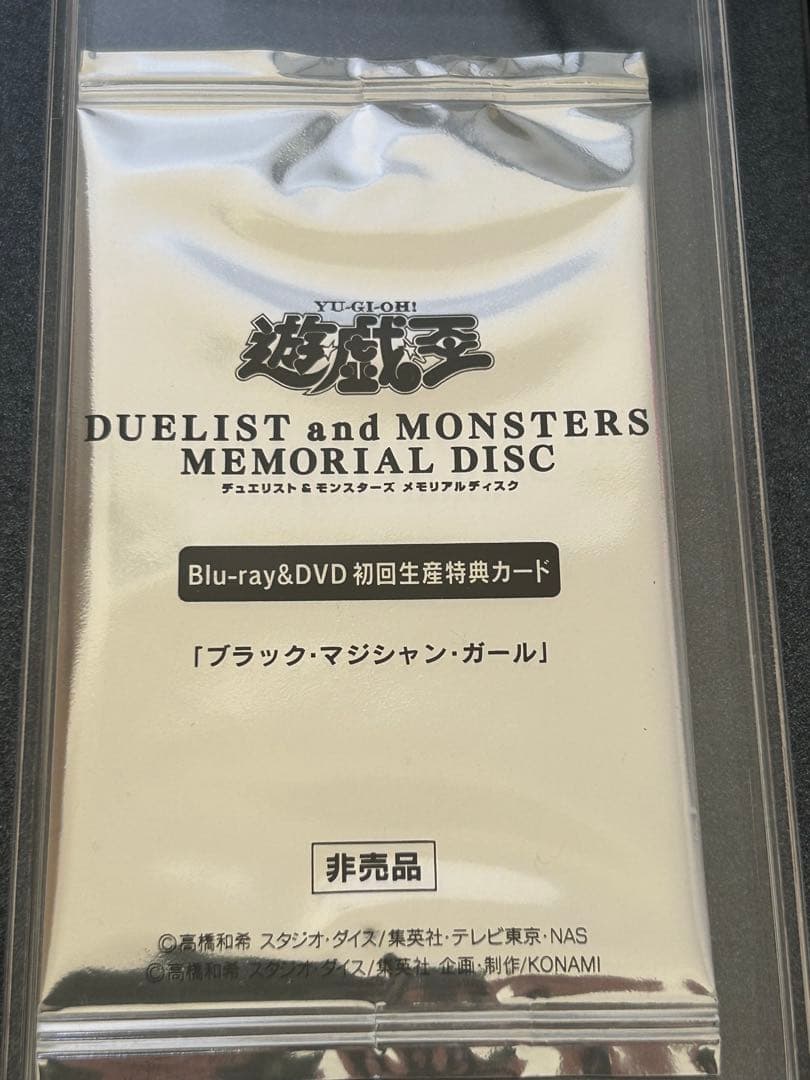 YU-GI-OH!
遊☆戯☆王
DUELIST and MONSTERS
MEMORIAL DISC
デュエリスト&モンスターズ メモリアルディスク
Blu-ray&DVD 初回生産特典カード
「ブラック・マジシャン・ガール」
非売品
©高橋和希 スタジオ・ダイス/集英社・テレビ東京・NAS
©高橋和希 スタジオ・ダイス/集英社 企画・制作/KONAMI